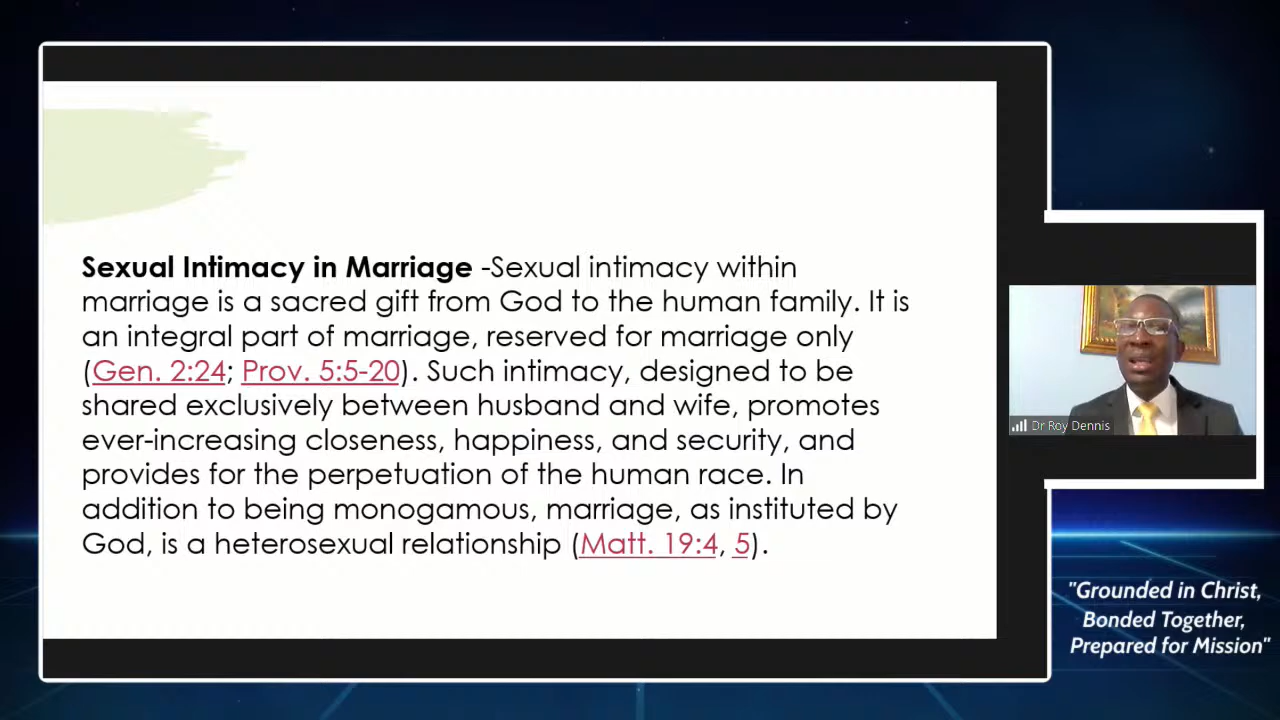 Sexual Intimacy in Marriage -Sexual intimacy within
marriage is a sacred gift from God to the human family. It is
an integral part of marriage, reserved for marriage only
(Gen. 2:24; Prov. 5:5-20). Such intimacy, designed to be
shared exclusively between husband and wife, promotes
ever-increasing closeness, happiness, and security, and
provides for the perpetuation of the human race. In
addition to being monogamous, marriage, as instituted by
God, is a heterosexual relationship (Matt. 19:4, 5).
Dr Roy Dennis
"Grounded in Christ,
Bonded Together,
Prepared for Mission"